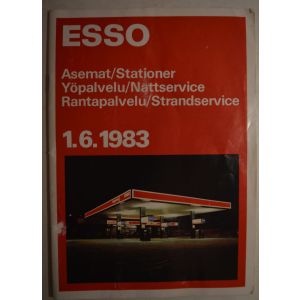 ESSO
Asemat/Stationer
Yöpalvelu/Nattservice
Rantapalvelu/Strandservice
1.6.1983